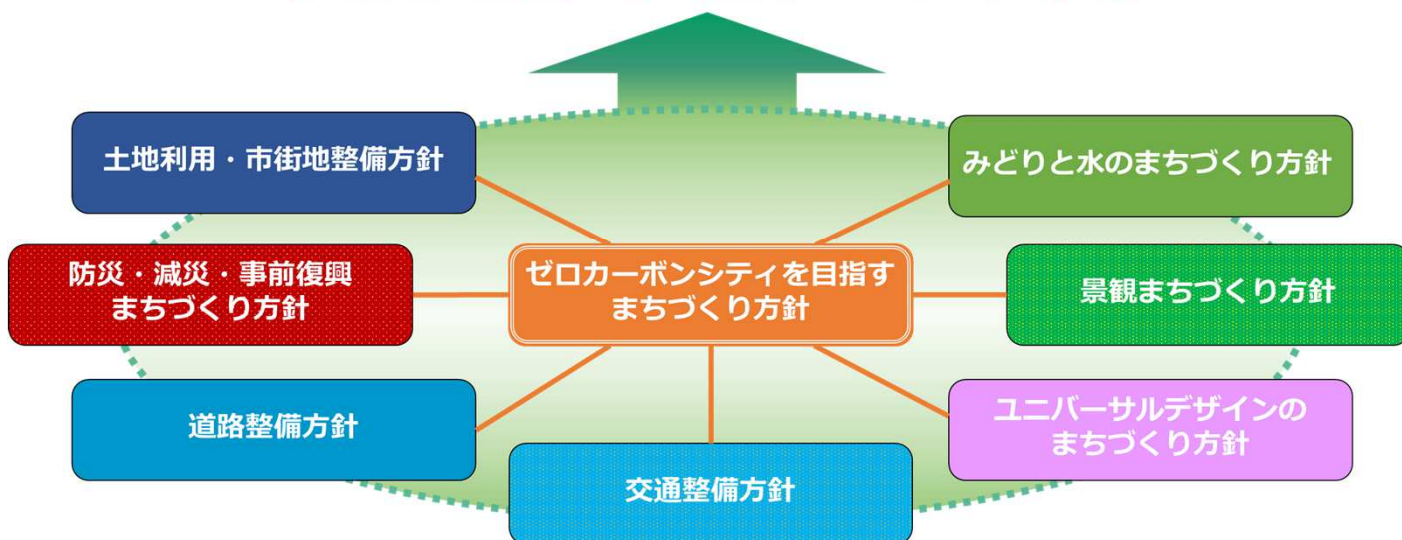 土地利用・市街地整備方針
みどりと水のまちづくり方針
防災・減災・事前復興
まちづくり方針
ゼロカーボンシティを目指す
まちづくり方針
景観まちづくり方針
道路整備方針
ユニバーサルデザインの
まちづくり方針
交通整備方針